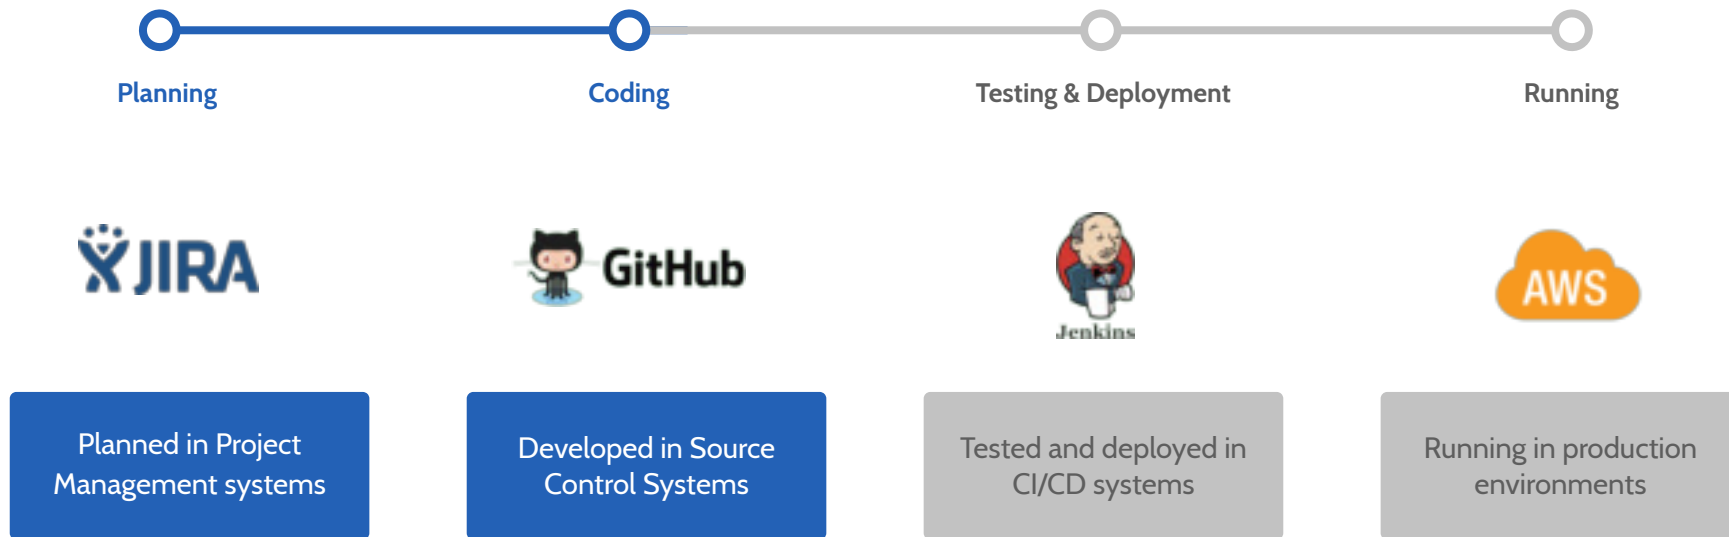 Planning
Coding
Testing & Deployment
Running
JIRA
GitHub
Jenkins
AWS
Planned in Project
Management systems
Developed in Source
Control Systems
Tested and deployed in
CI/CD systems
Running in production
environments